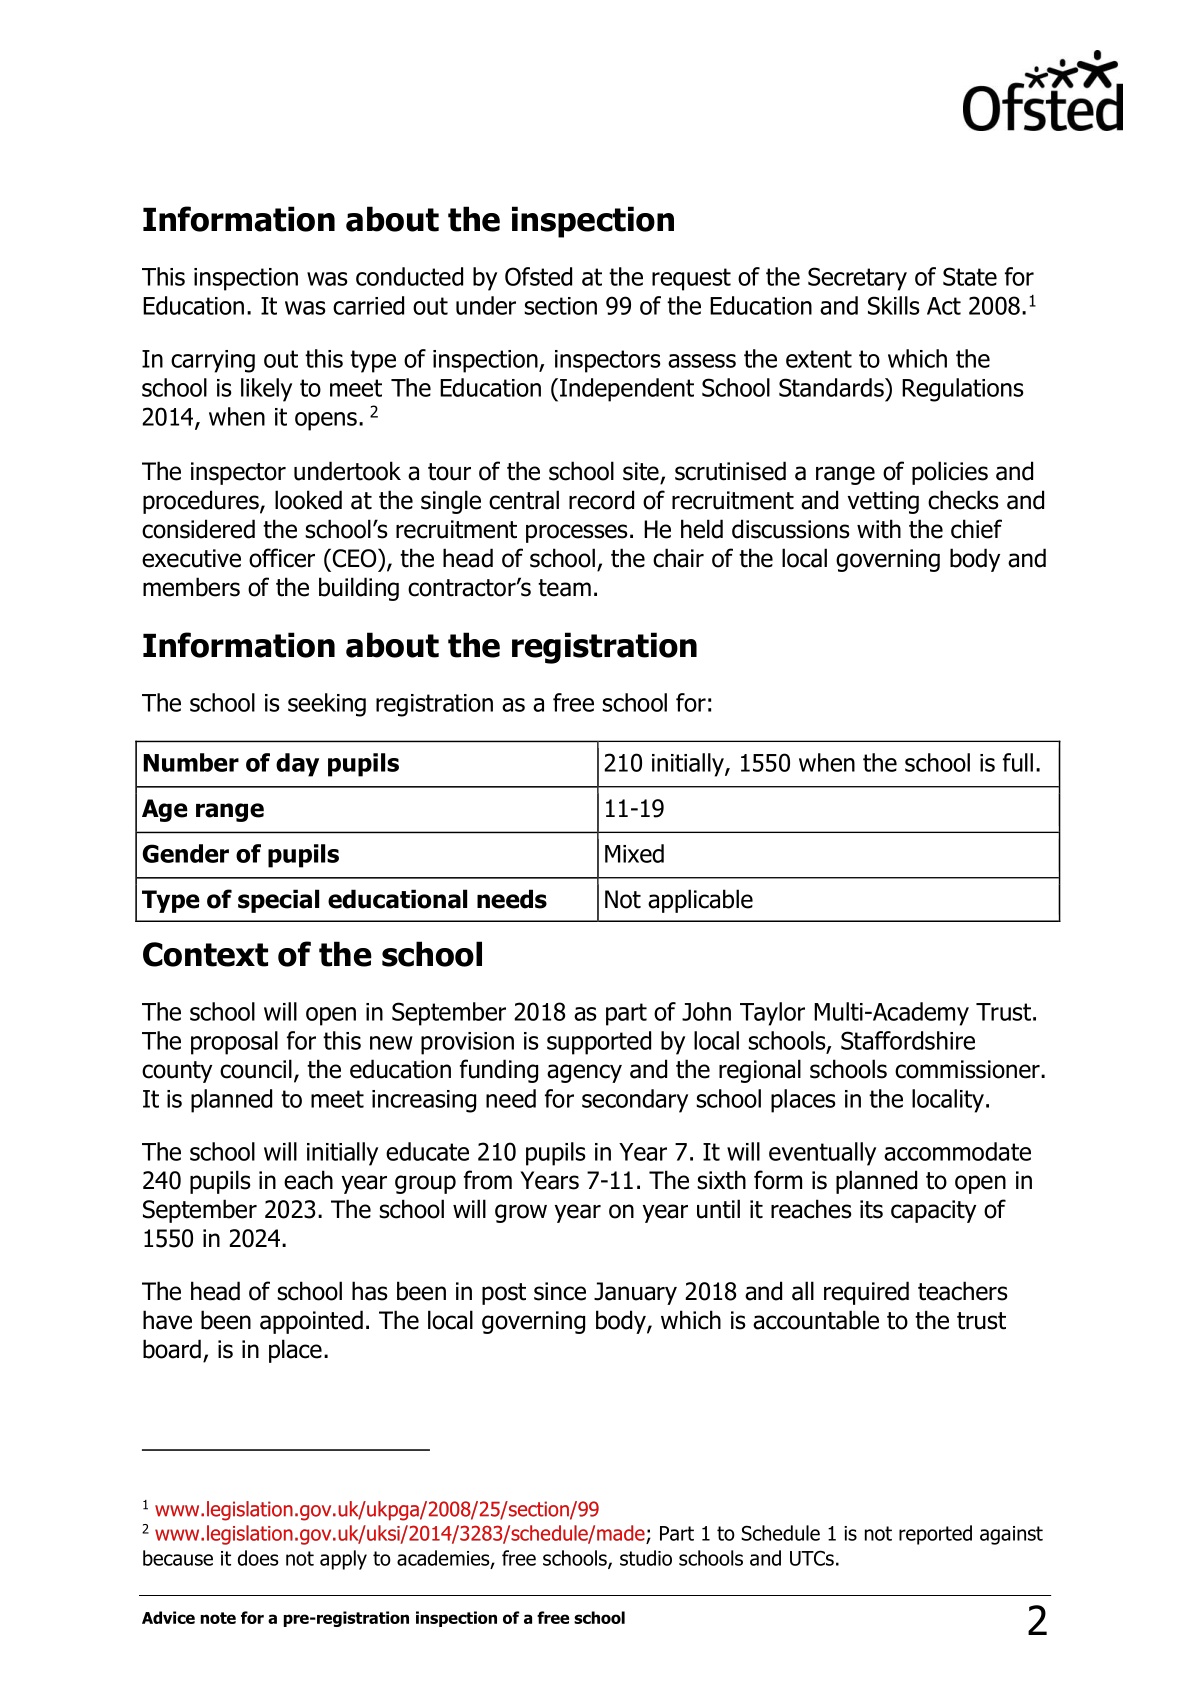 Ofsted
Information about the inspection
This inspection was conducted by Ofsted at the request of the Secretary of State for
Education. It was carried out under section 99 of the Education and Skills Act 2008.1
In carrying out this type of inspection, inspectors assess the extent to which the
school is likely to meet The Education (Independent School Standards) Regulations
2014, when it opens. 2
The inspector undertook a tour of the school site, scrutinised a range of policies and
procedures, looked at the single central record of recruitment and vetting checks and
considered the school’s recruitment processes. He held discussions with the chief
executive officer (CEO), the head of school, the chair of the local governing body and
members of the building contractor’s team.
Information about the registration
The school is seeking registration as a free school for:
Number of day pupils 210 initially, 1550 when the school is full.
Age range 11-19
Gender of pupils Mixed
Type of special educational needs Not applicable
Context of the school
The school will open in September 2018 as part of John Taylor Multi-Academy Trust.
The proposal for this new provision is supported by local schools, Staffordshire
county council, the education funding agency and the regional schools commissioner.
It is planned to meet increasing need for secondary school places in the locality.
The school will initially educate 210 pupils in Year 7. It will eventually accommodate
240 pupils in each year group from Years 7-11. The sixth form is planned to open in
September 2023. The school will grow year on year until it reaches its capacity of
1550 in 2024.
The head of school has been in post since January 2018 and all required teachers
have been appointed. The local governing body, which is accountable to the trust
board, is in place.
1 www.legislation.gov.uk/ukpga/2008/25/section/99
2 www.legislation.gov.uk/uksi/2014/3283/schedule/made; Part 1 to Schedule 1 is not reported against
because it does not apply to academies, free schools, studio schools and UTCs.
Advice note for a pre-registration inspection of a free school 2